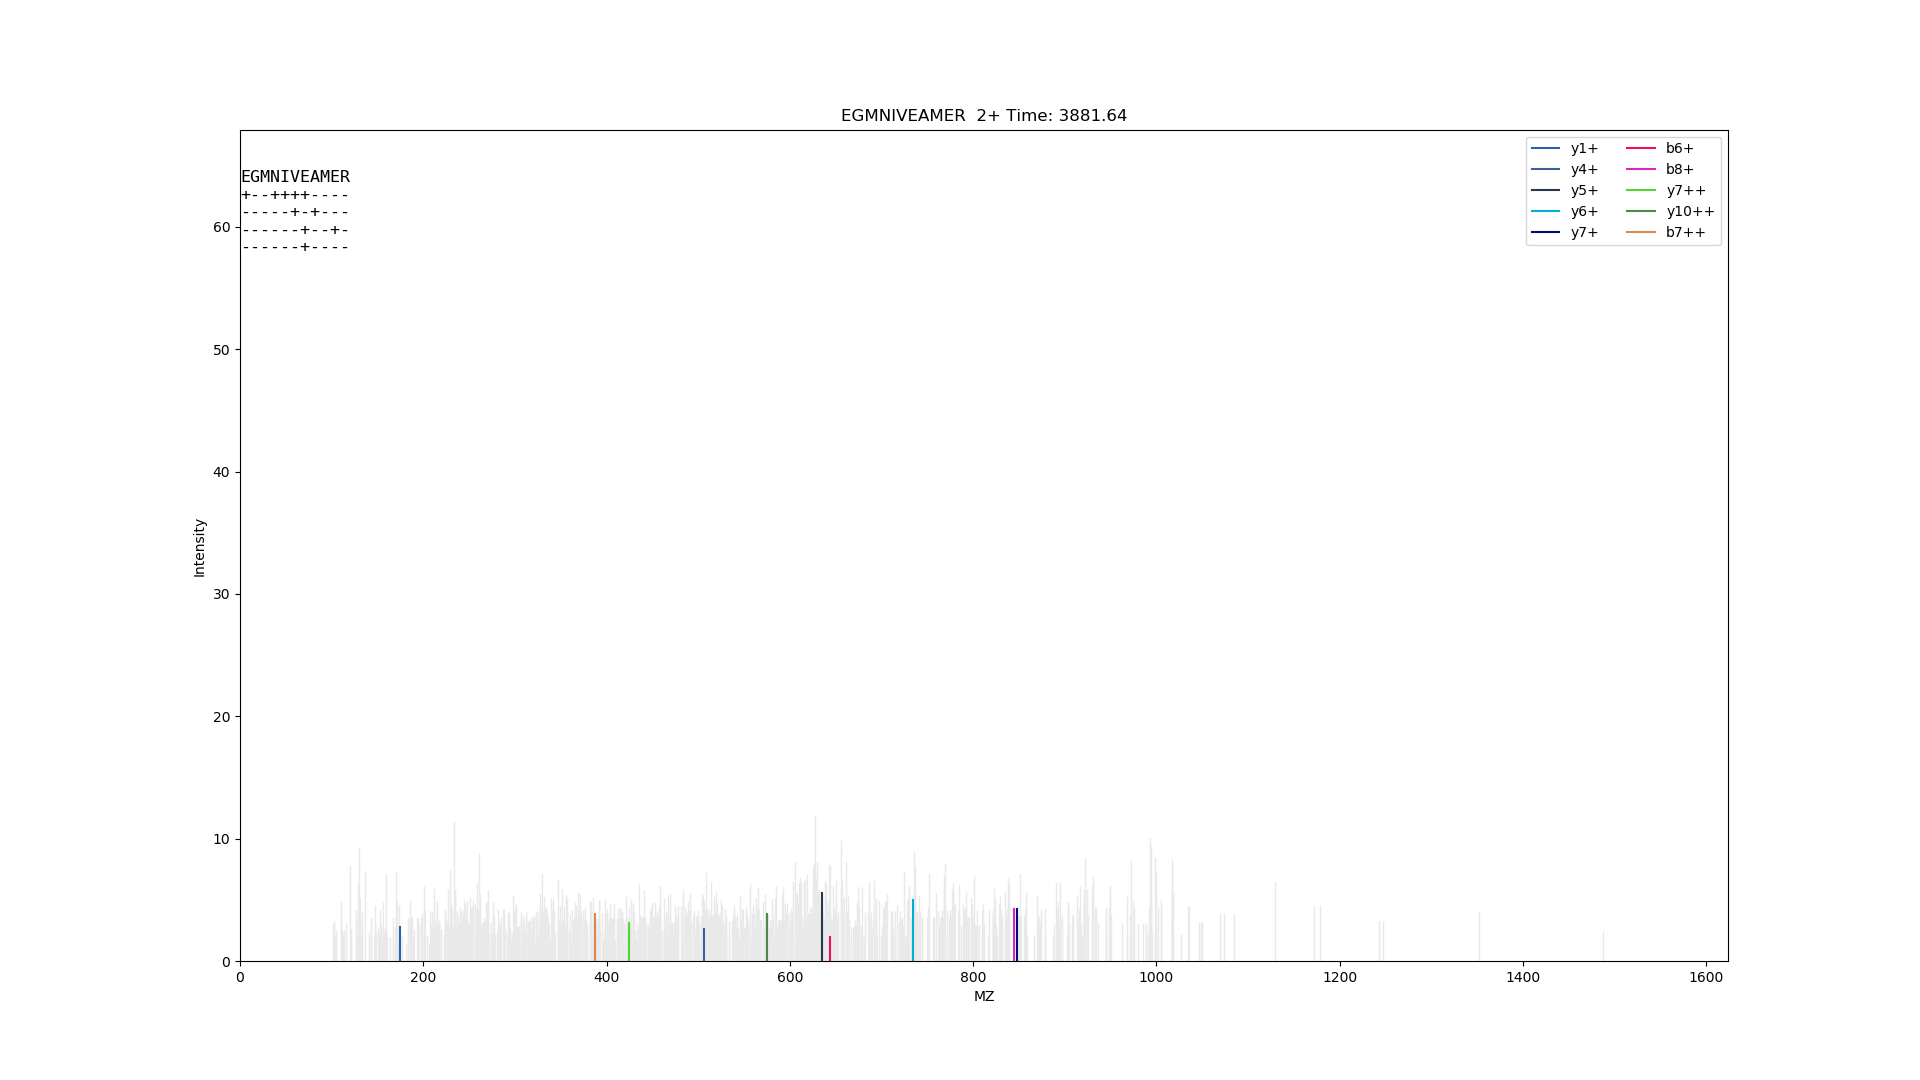 EGMNIVEAMER  2+ Time: 3881.64
EGMNIVEAMER
+--++++----
-----+-+---
------+--+-
------+----
y1+
y4+
y5+
y6+
y7+
b6+
b8+
y7++
y10++
b7++
60
50
40
30
20
10
0
Intensity
0 200 400 600 800 1000 1200 1400 1600
MZ